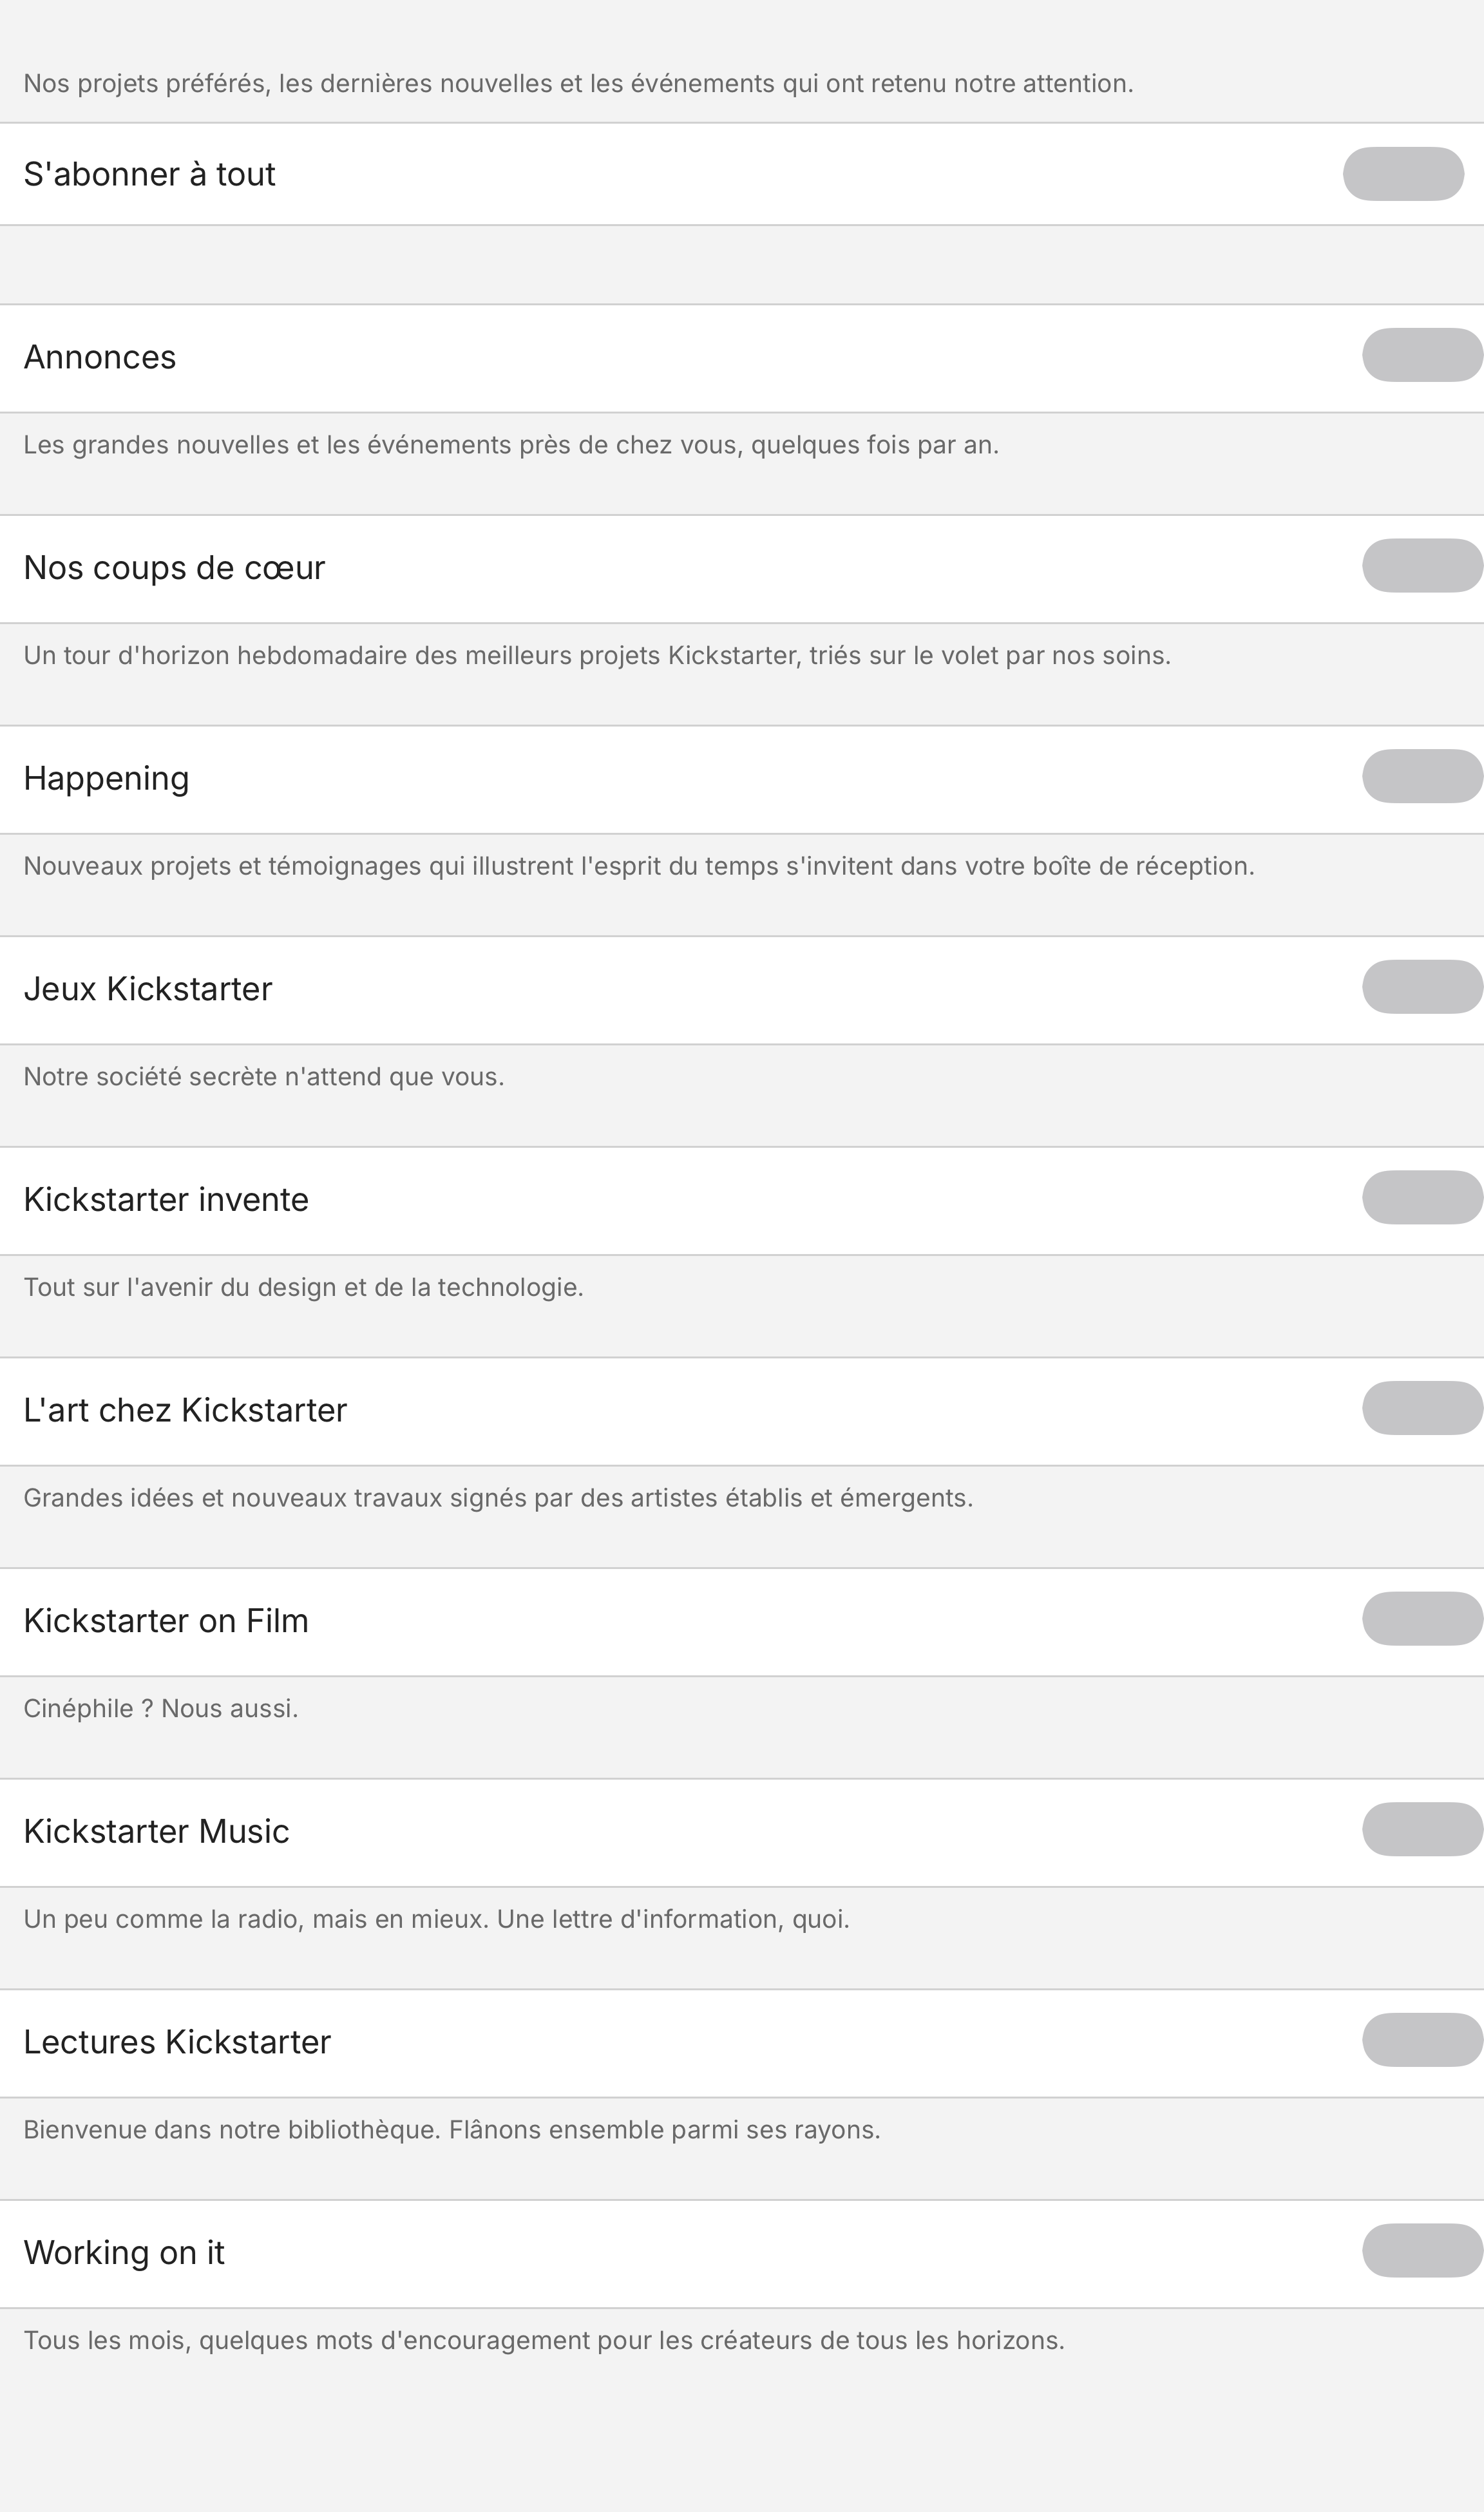 Nos projets préférés, les dernières nouvelles et les événements qui ont retenu notre attention.
S'abonner à tout
Annonces
Les grandes nouvelles et les événements près de chez vous, quelques fois par an.
Nos coups de cœur
Un tour d'horizon hebdomadaire des meilleurs projets Kickstarter, triés sur le volet par nos soins.
Happening
Nouveaux projets et témoignages qui illustrent l'esprit du temps s'invitent dans votre boîte de réception.
Jeux Kickstarter
Notre société secrète n'attend que vous.
Kickstarter invente
Tout sur l'avenir du design et de la technologie.
L'art chez Kickstarter
Grandes idées et nouveaux travaux signés par des artistes établis et émergents.
Kickstarter on Film
Cinéphile ? Nous aussi.
Kickstarter Music
Un peu comme la radio, mais en mieux. Une lettre d'information, quoi.
Lectures Kickstarter
Bienvenue dans notre bibliothèque. Flânons ensemble parmi ses rayons.
Working on it
Tous les mois, quelques mots d'encouragement pour les créateurs de tous les horizons.